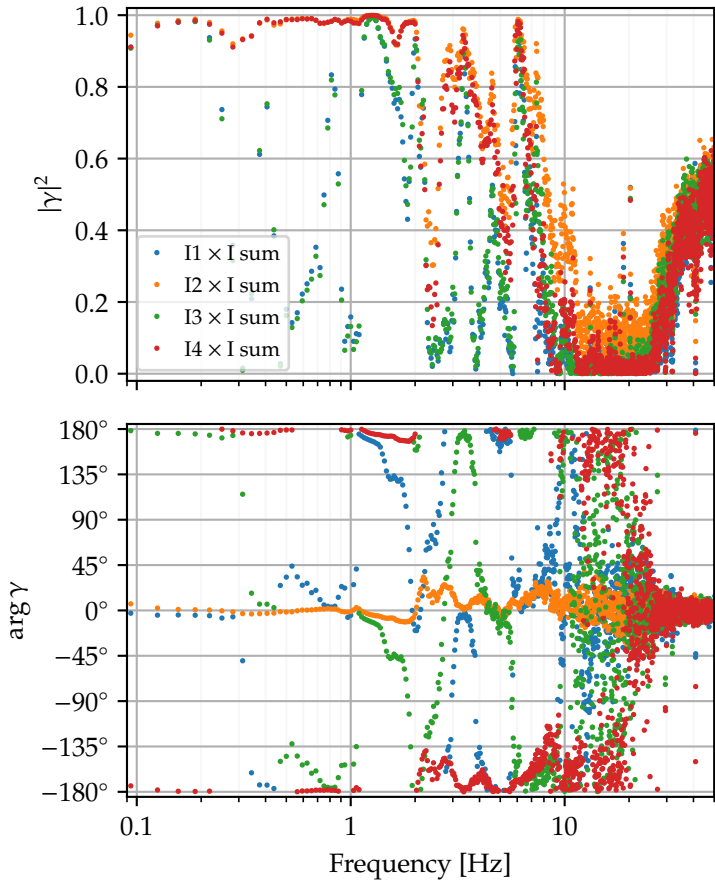 1.0
0.8
0.6
0.4
0.2
0.0
|γ|²
I1 × I sum
I2 × I sum
I3 × I sum
I4 × I sum
180°
135°
90°
45°
0°
−45°
−90°
−135°
−180°
arg γ
0.1 1 10
Frequency [Hz]